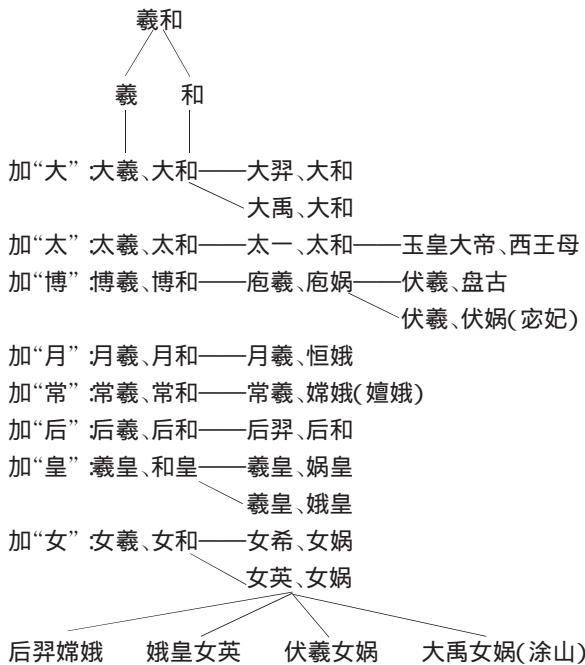 羲和
羲 和
加“大”:大羲、大和——大羿、大和
大禹、大和
加“太”:太羲、太和——太一、太和——玉皇大帝、西王母
加“博”:博羲、博和——庖羲、庖娲——伏羲、盘古
伏羲、伏娲(宓妃)
加“月”:月羲、月和——月羲、恒娥
加“常”:常羲、常和——常羲、嫦娥(嬗娥)
加“后”:后羲、后和——后羿、后和
加“皇”:羲皇、和皇——羲皇、娲皇
羲皇、娥皇
加“女”:女羲、女和——女希、女娲
女英、女娲
后羿嫦娥 娥皇女英 伏羲女娲 大禹女娲(涂山)